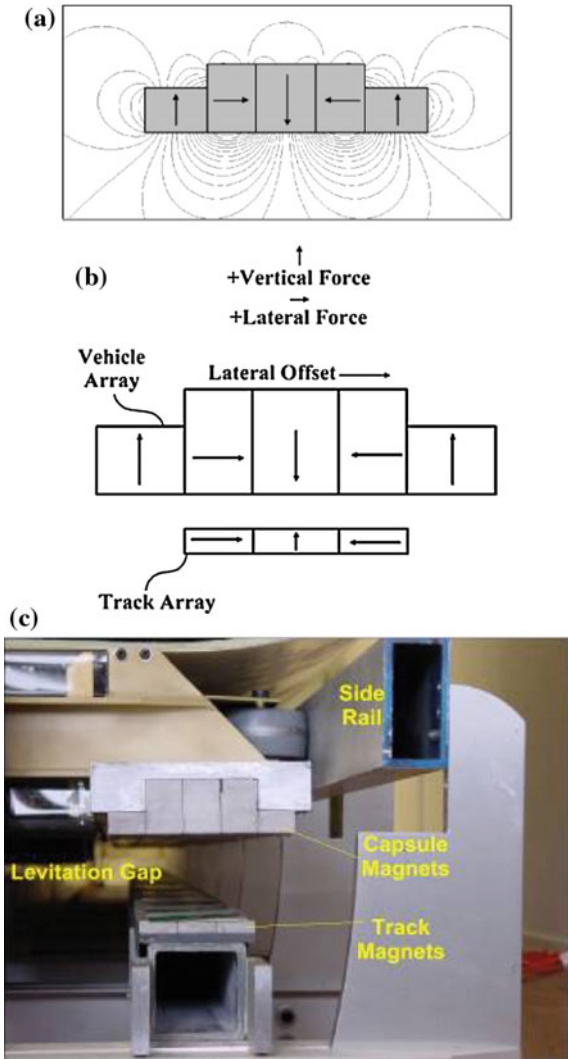 (a)
(b)
+Vertical Force
+Lateral Force
Vehicle
Array
Lateral Offset
Track Array
(c)
Side
Rail
Capsule
Magnets
Levitation Gap
Track
Magnets